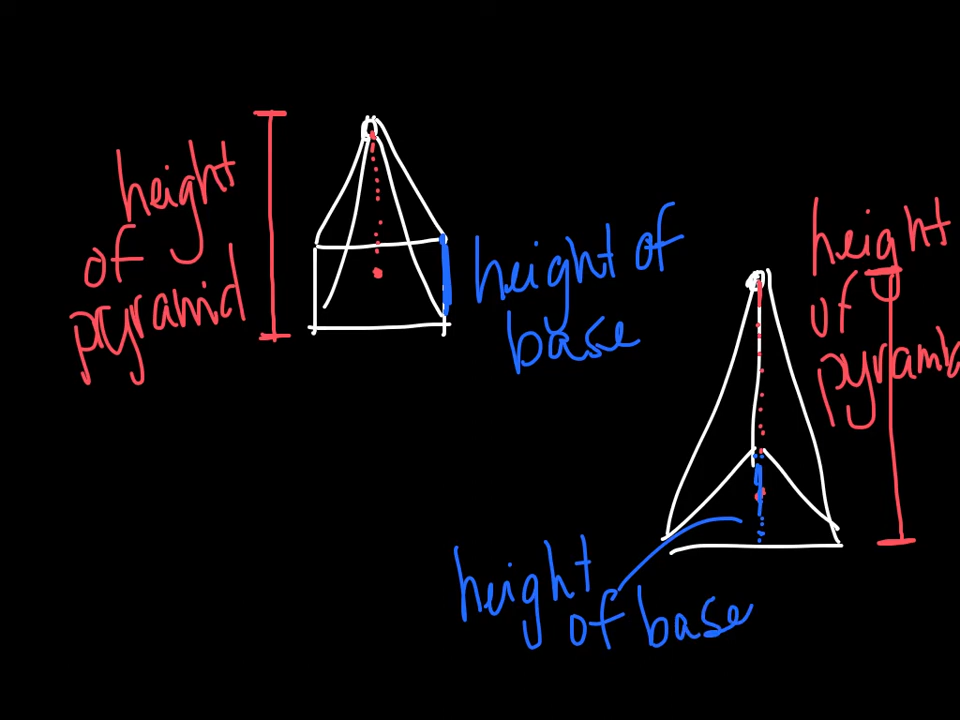 height
of
pyramid
height of
base
height
of
pyramid
height
of base